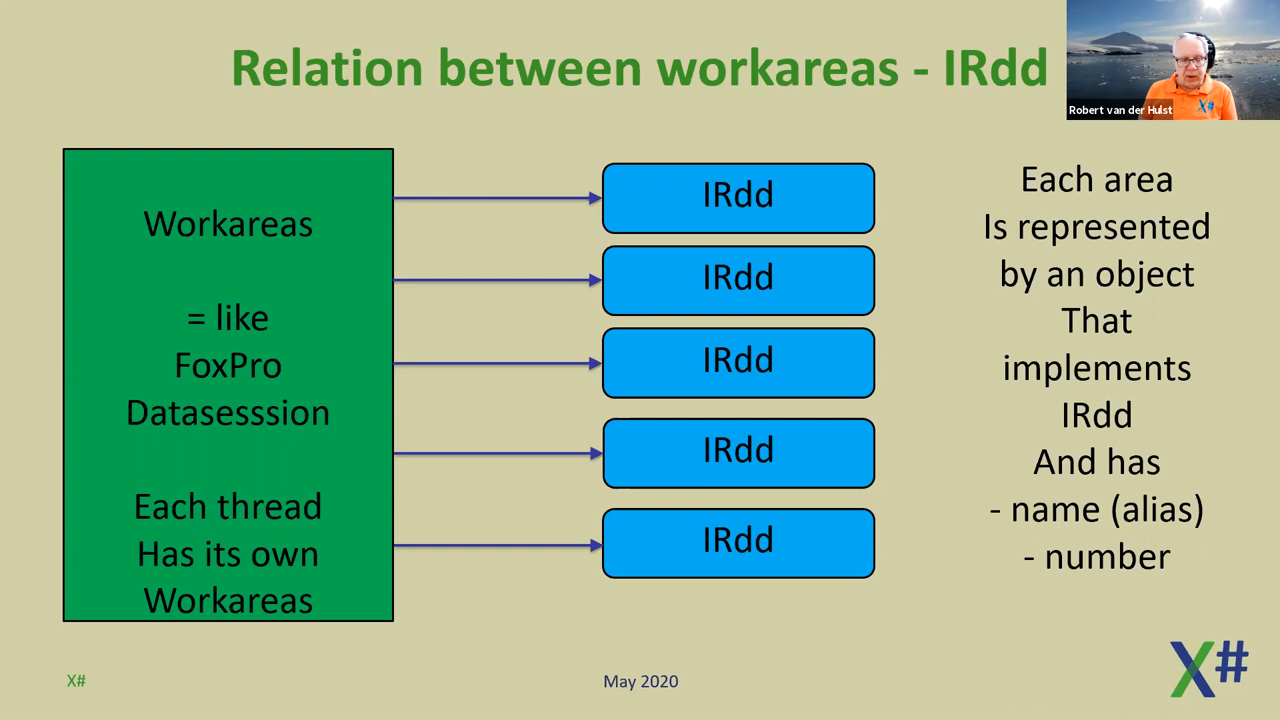 Relation between workareas - IRdd
Robert van der Hulst
X#
Workareas
= like
FoxPro
Datasesssion
Each thread
Has its own
Workareas
IRdd
IRdd
IRdd
IRdd
IRdd
Each area
Is represented
by an object
That
implements
IRdd
And has
- name (alias)
- number
X#
May 2020
X#